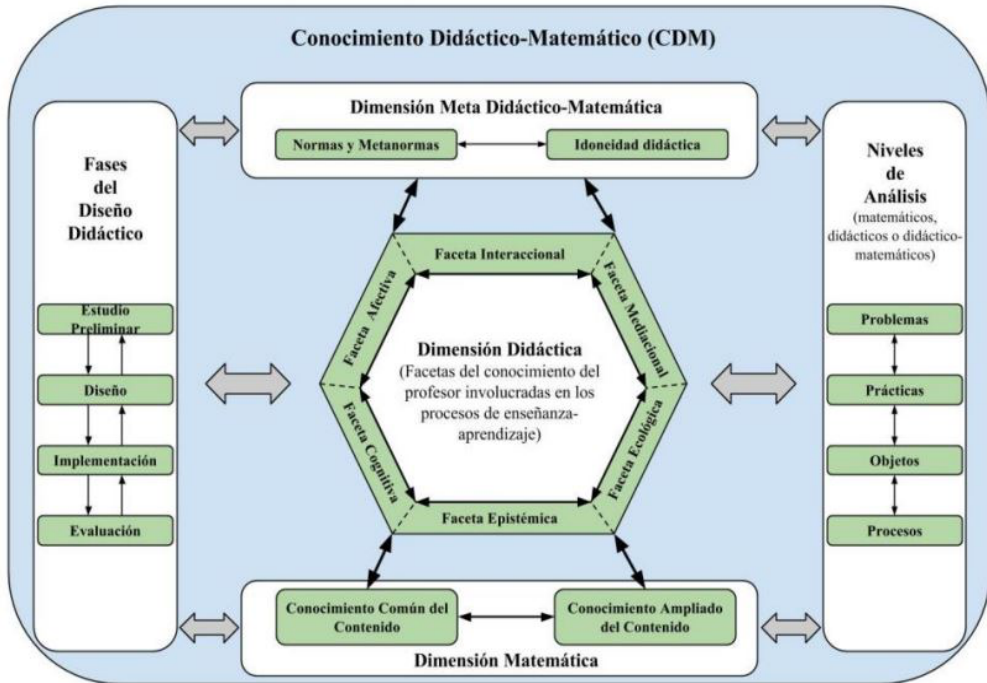 Conocimiento Didáctico-Matemático (CDM)
Dimensión Meta Didáctico-Matemática
Normas y Metanormas
Idoneidad didáctica
Fases
del
Diseño
Didáctico
Estudio
Preliminar
Diseño
Implementación
Evaluación
Faceta Interaccional
Faceta Afectiva
Faceta Mediacional
Dimensión Didáctica
(Facetas del conocimiento del
profesor involucradas en los
procesos de enseñanza-
aprendizaje)
Faceta Cognitiva
Faceta Ecológica
Faceta Epistémica
Niveles
de
Análisis
(matemáticos,
didácticos o didáctico-
matemáticos)
Problemas
Prácticas
Objetos
Procesos
Conocimiento Común del
Contenido
Conocimiento Ampliado
del Contenido
Dimensión Matemática